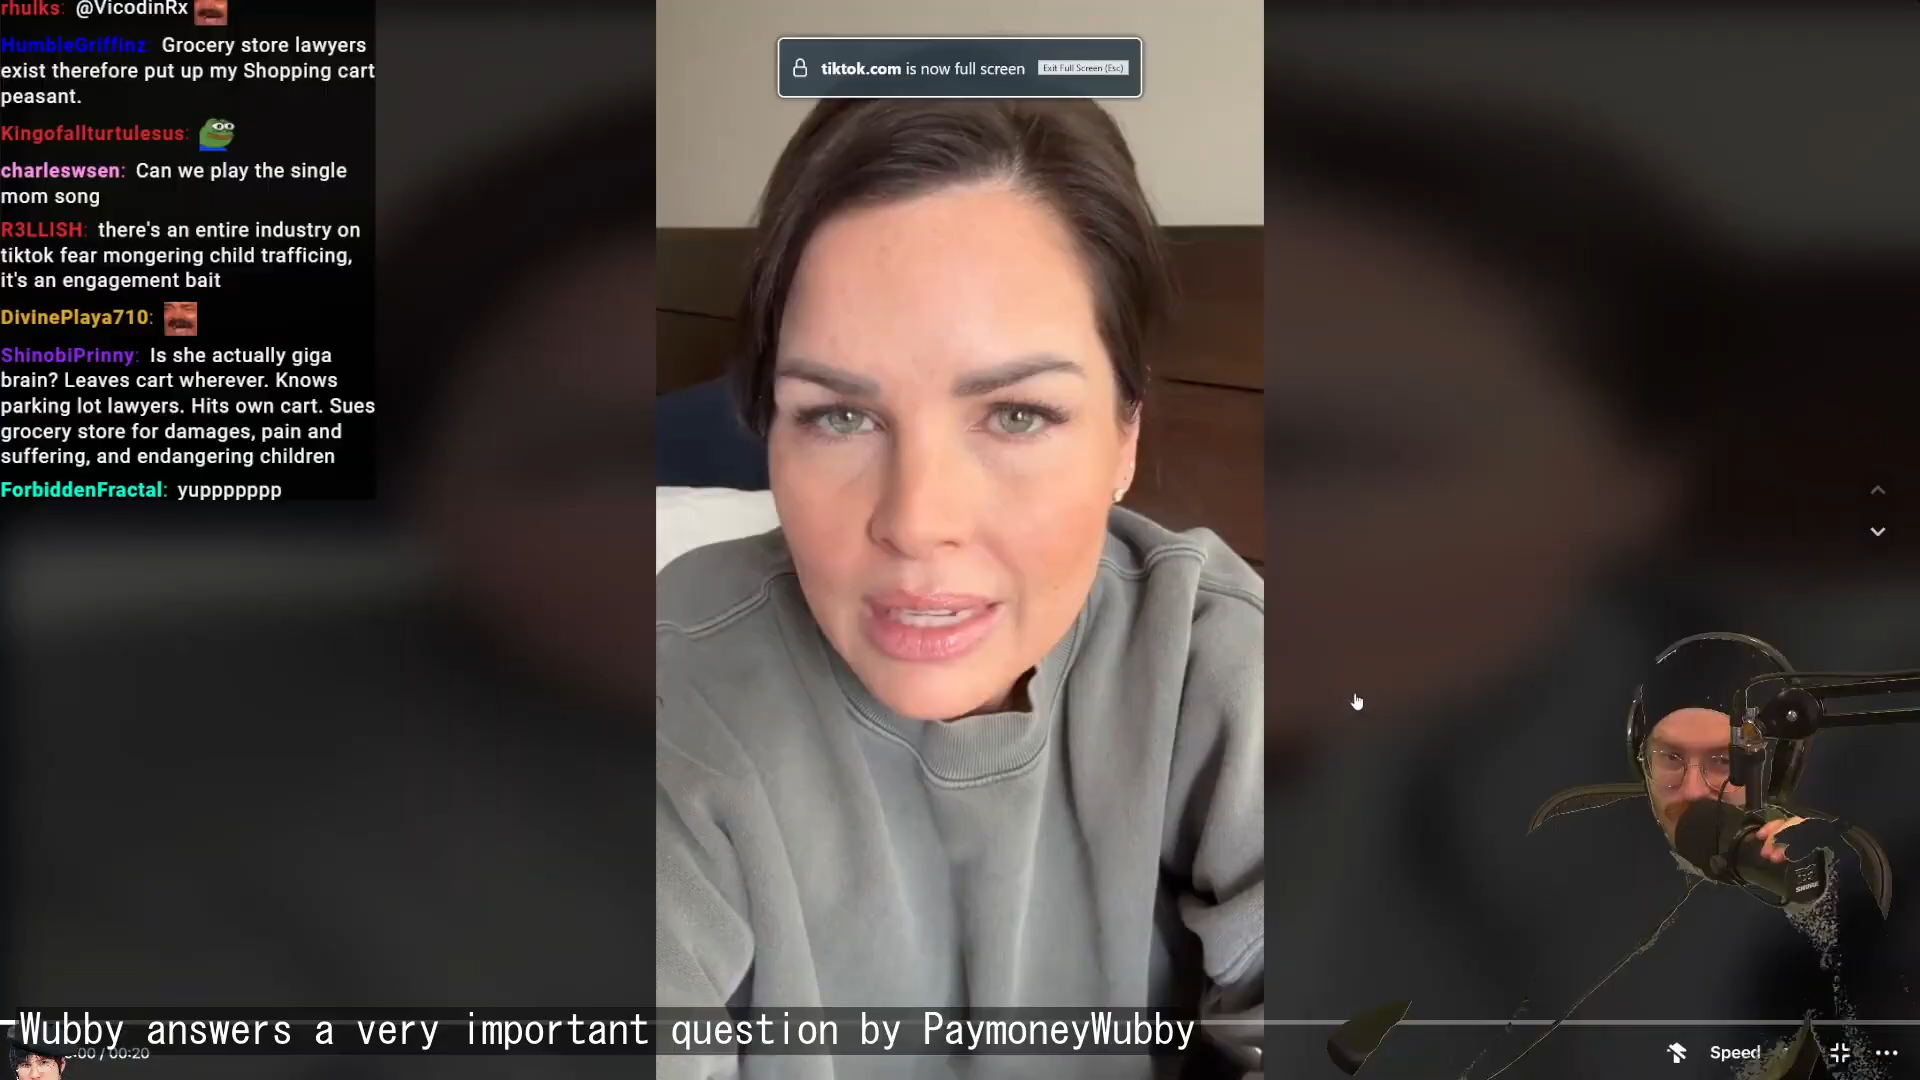 rhulks: @VicodinRx
HumbleGriffinz: Grocery store lawyers
exist therefore put up my Shopping cart
peasant.
Kingofallturtulesus:
charleswsen: Can we play the single
mom song
R3LLISH: there's an entire industry on
tiktok fear mongering child trafficing,
it's an engagement bait
DivinePlaya710:
ShinobiPrinny: Is she actually giga
brain? Leaves cart wherever. Knows
parking lot lawyers. Hits own cart. Sues
grocery store for damages, pain and
suffering, and endangering children
ForbiddenFractal: yuppppppp
tiktok.com is now full screen Exit Full Screen (Esc)
SHURE
Wubby answers a very important question by PaymoneyWubby
:00 / 00:20
Speed